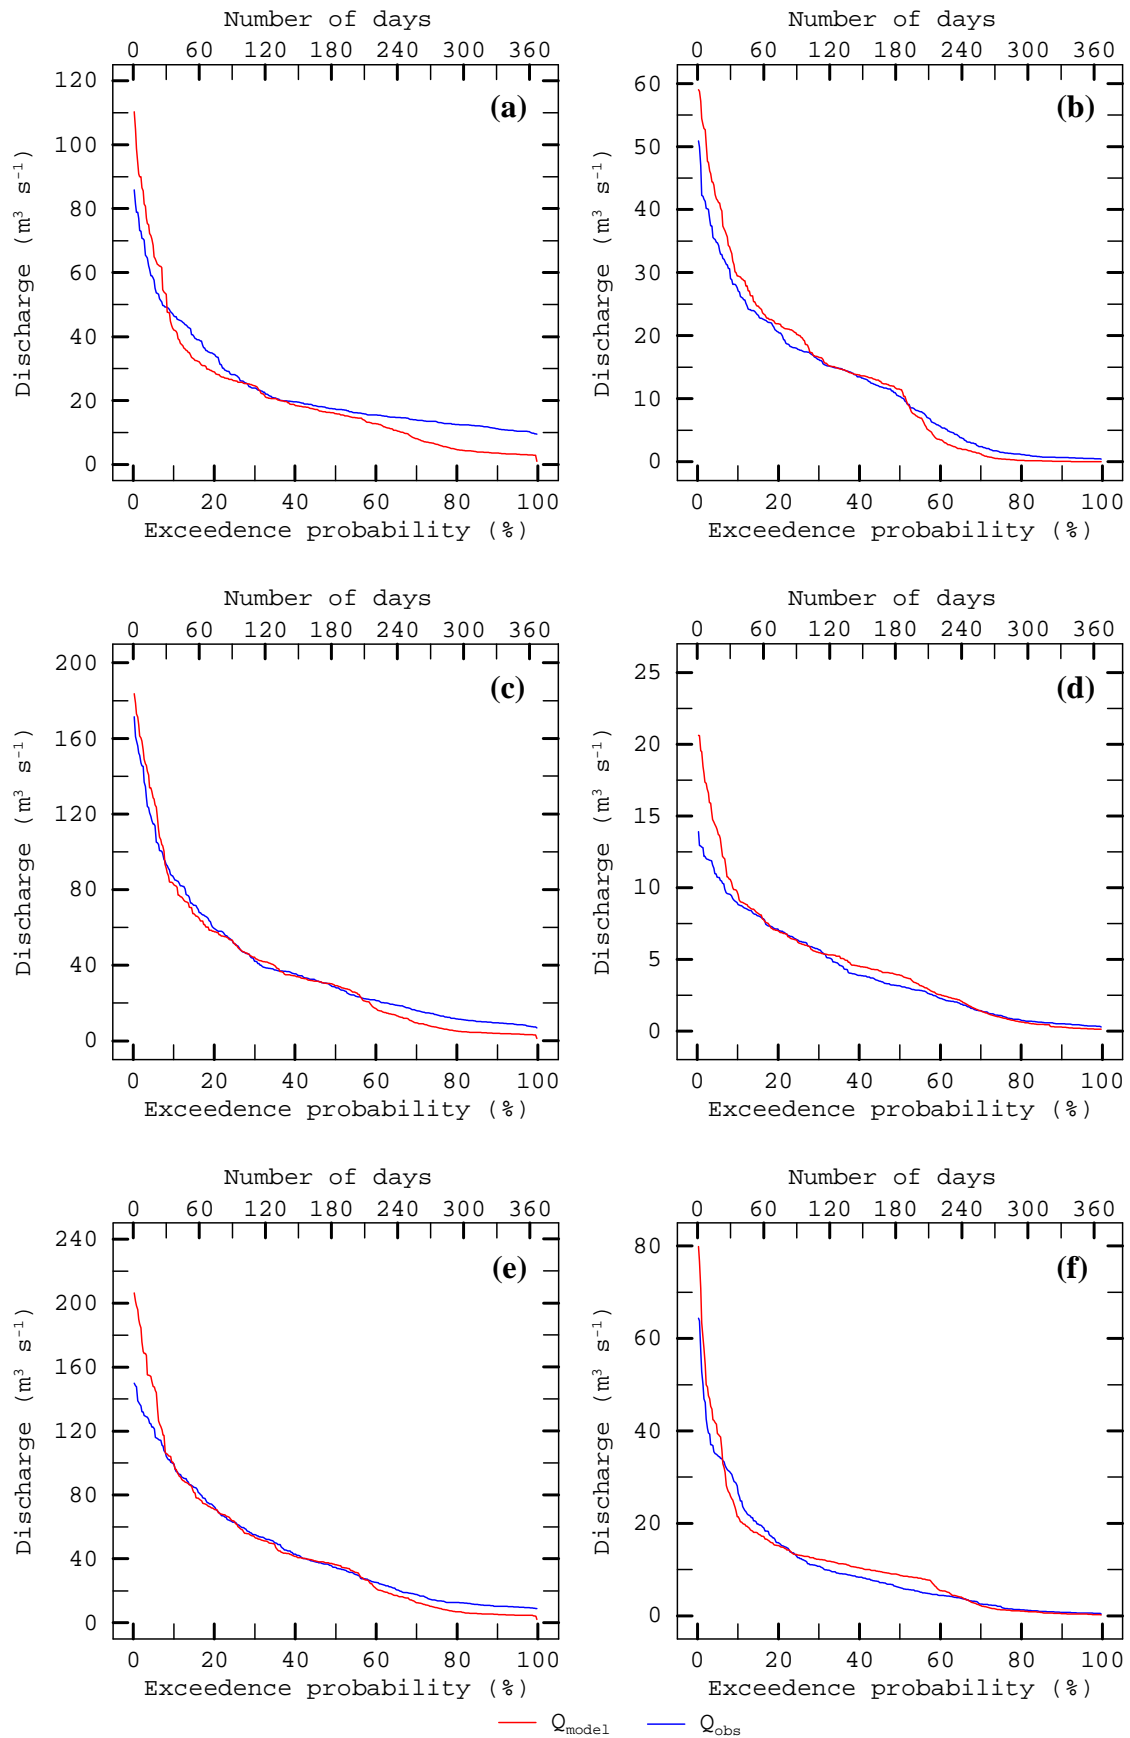 Number of days Number of days
0 60 120 180 240 300 360 0 60 120 180 240 300 360
(a) (b)
Discharge (m³ s⁻¹) 120 100 80 60 40 20 0
Discharge (m³ s⁻¹) 60 50 40 30 20 10 0
0 20 40 60 80 100 0 20 40 60 80 100
Exceedence probability (%) Exceedence probability (%)
Number of days Number of days
0 60 120 180 240 300 360 0 60 120 180 240 300 360
(c) (d)
Discharge (m³ s⁻¹) 200 160 120 80 40 0
Discharge (m³ s⁻¹) 25 20 15 10 5 0
0 20 40 60 80 100 0 20 40 60 80 100
Exceedence probability (%) Exceedence probability (%)
Number of days Number of days
0 60 120 180 240 300 360 0 60 120 180 240 300 360
(e) (f)
Discharge (m³ s⁻¹) 240 200 160 120 80 40 0
Discharge (m³ s⁻¹) 80 60 40 20 0
0 20 40 60 80 100 0 20 40 60 80 100
Exceedence probability (%) Exceedence probability (%)
Qmodel Qobs